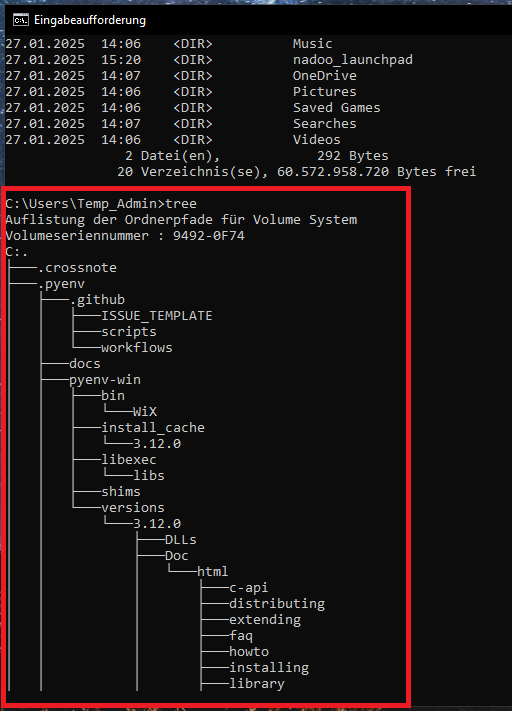 Eingabeaufforderung
27.01.2025  14:06    <DIR>          Music
27.01.2025  15:20    <DIR>          nadoo_launchpad
27.01.2025  14:07    <DIR>          OneDrive
27.01.2025  14:06    <DIR>          Pictures
27.01.2025  14:06    <DIR>          Saved Games
27.01.2025  14:07    <DIR>          Searches
27.01.2025  14:06    <DIR>          Videos
               2 Datei(en),            292 Bytes
              20 Verzeichnis(se), 60.572.958.720 Bytes frei
C:\Users\Temp_Admin>tree
Auflistung der Ordnerpfade für Volume System
Volumeseriennummer : 9492-0F74
C:.
├───.crossnote
├───.pyenv
│   ├───.github
│   │   ├───ISSUE_TEMPLATE
│   │   ├───scripts
│   │   └───workflows
│   ├───docs
│   ├───pyenv-win
│   │   ├───bin
│   │   │   └───WiX
│   │   ├───install_cache
│   │   │   └───3.12.0
│   │   ├───libexec
│   │   │   └───libs
│   │   ├───shims
│   │   └───versions
│   │       └───3.12.0
│   │           ├───DLLs
│   │           ├───Doc
│   │           │   └───html
│   │           │       ├───c-api
│   │           │       ├───distributing
│   │           │       ├───extending
│   │           │       ├───faq
│   │           │       ├───howto
│   │           │       ├───installing
│   │           │       ├───library